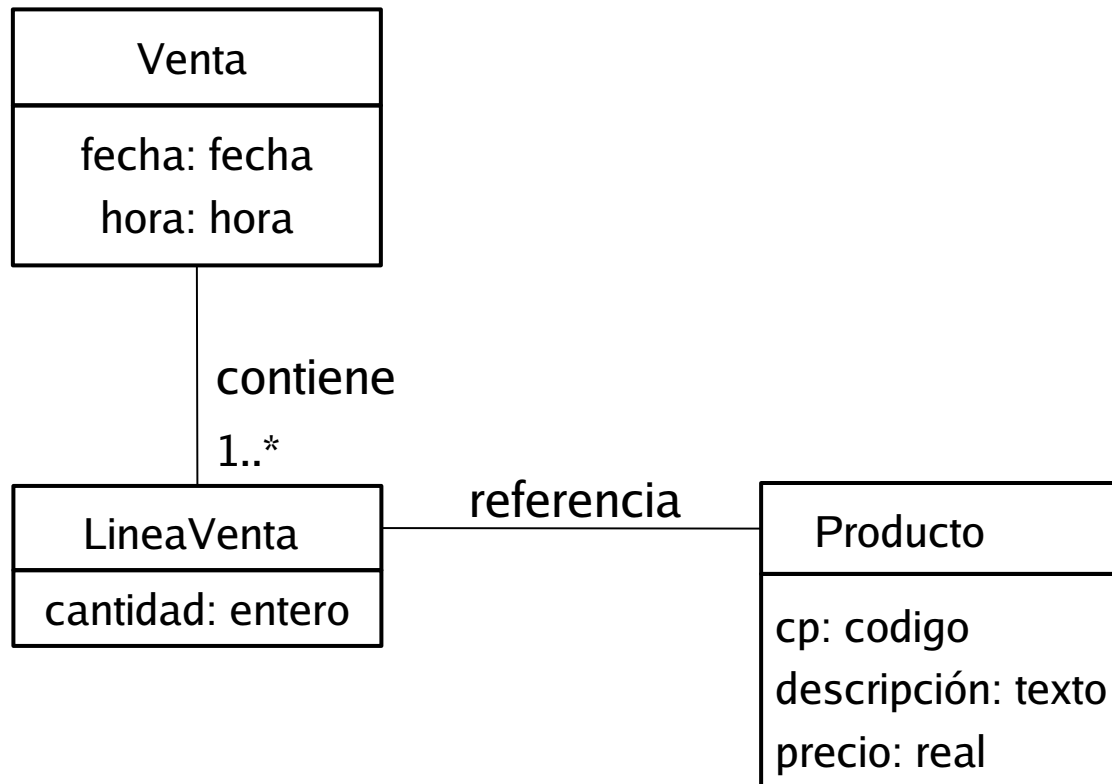 Venta
fecha: fecha
hora: hora
contiene
1..*
LineaVenta
cantidad: entero
referencia
Producto
cp: codigo
descripción: texto
precio: real